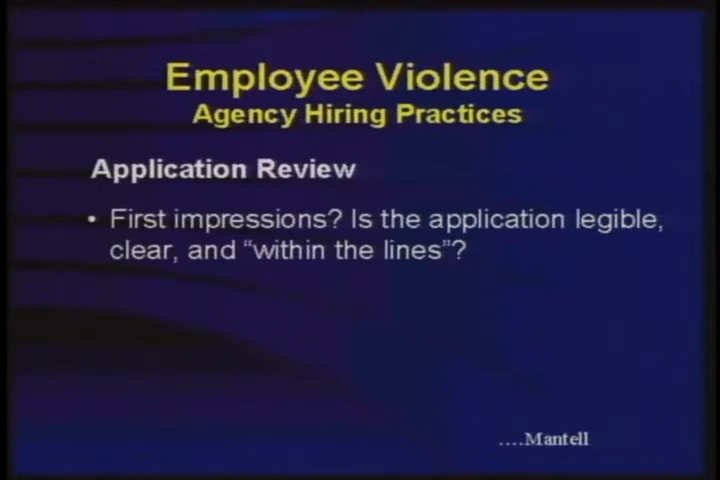 Employee Violence
Agency Hiring Practices
Application Review
• First impressions? Is the application legible,
clear, and “within the lines”?
....Mantell